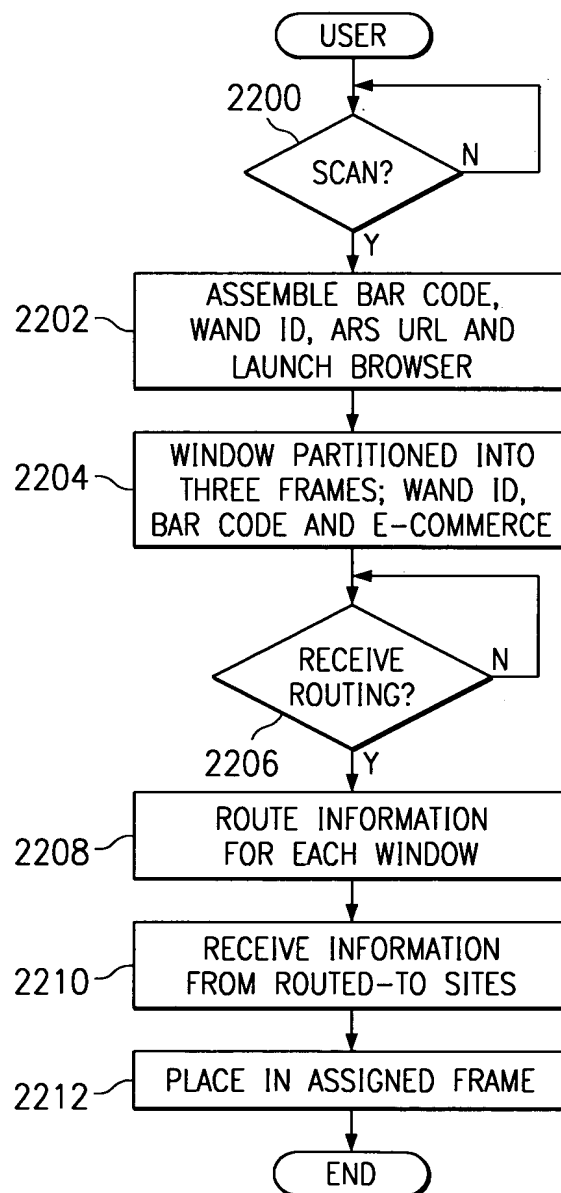 USER
2200
SCAN?
N
Y
2202
ASSEMBLE BAR CODE,
WAND ID, ARS URL AND
LAUNCH BROWSER
2204
WINDOW PARTITIONED INTO
THREE FRAMES; WAND ID,
BAR CODE AND E-COMMERCE
RECEIVE
ROUTING?
N
2206
Y
2208
ROUTE INFORMATION
FOR EACH WINDOW
2210
RECEIVE INFORMATION
FROM ROUTED-TO SITES
2212
PLACE IN ASSIGNED FRAME
END